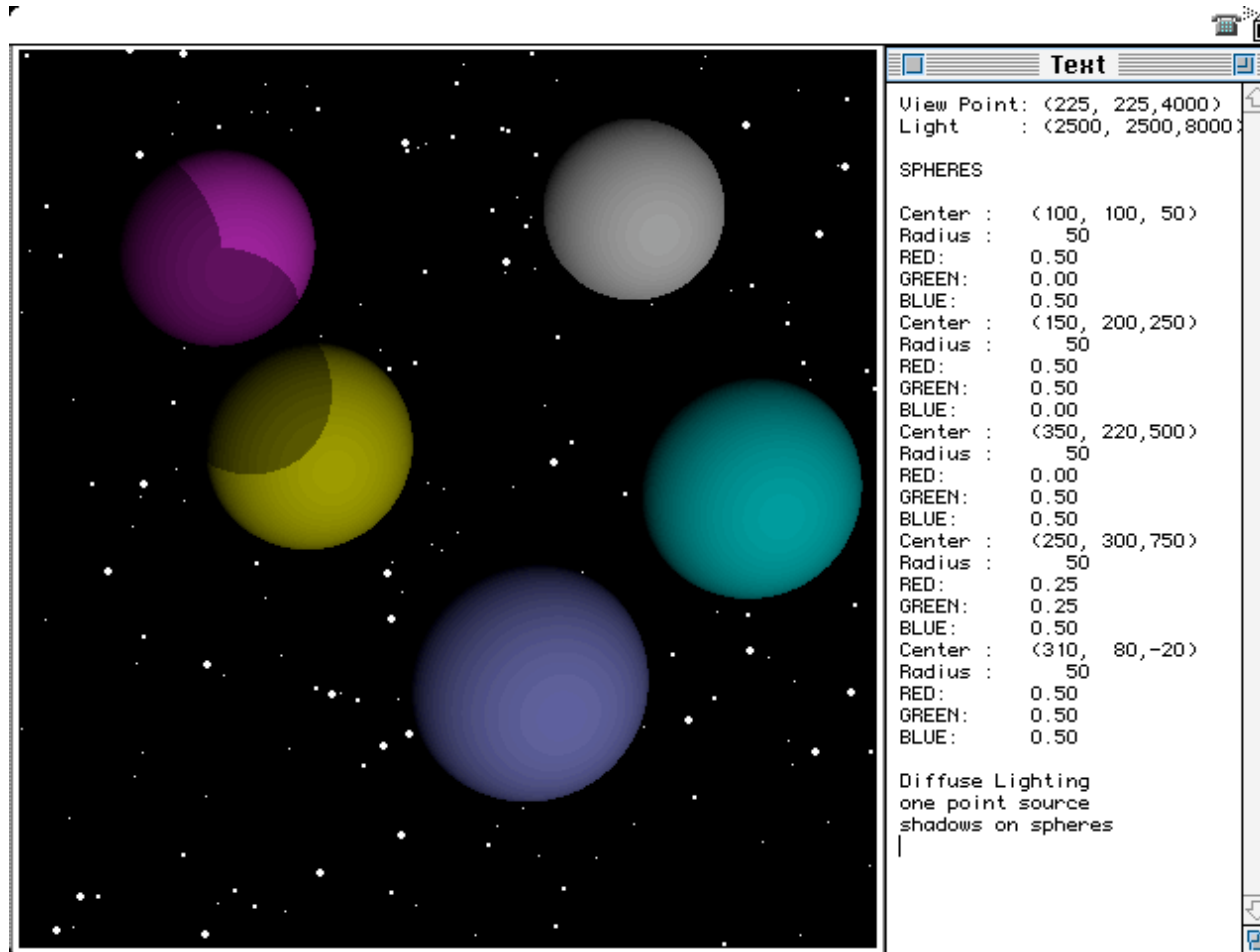 Text
View Point: (225, 225,4000)
Light      : (2500, 2500,8000)
SPHERES
Center :   (100, 100, 50)
Radius :      50
RED:       0.50
GREEN:     0.00
BLUE:      0.50
Center :   (150, 200,250)
Radius :      50
RED:       0.50
GREEN:     0.50
BLUE:      0.00
Center :   (350, 220,500)
Radius :      50
RED:       0.00
GREEN:     0.50
BLUE:      0.50
Center :   (250, 300,750)
Radius :      50
RED:       0.25
GREEN:     0.25
BLUE:      0.50
Center :   (310,  80,-20)
Radius :      50
RED:       0.50
GREEN:     0.50
BLUE:      0.50
Diffuse Lighting
one point source
shadows on spheres